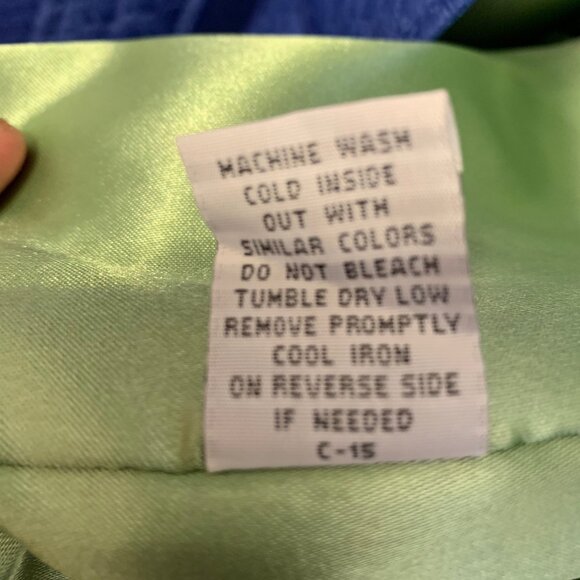 MACHINE WASH
COLD INSIDE
OUT WITH
SIMILAR COLORS
DO NOT BLEACH
TUMBLE DRY LOW
REMOVE PROMPTLY
COOL IRON
ON REVERSE SIDE
IF NEEDED
C-15